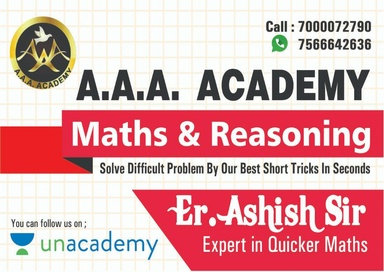 Call : 7000072790
7566642636
A.A.A. ACADEMY
A.A.A. ACADEMY
Maths & Reasoning
Solve Difficult Problem By Our Best Short Tricks In Seconds
Er. Ashish Sir
Expert in Quicker Maths
You can follow us on ;
unacademy